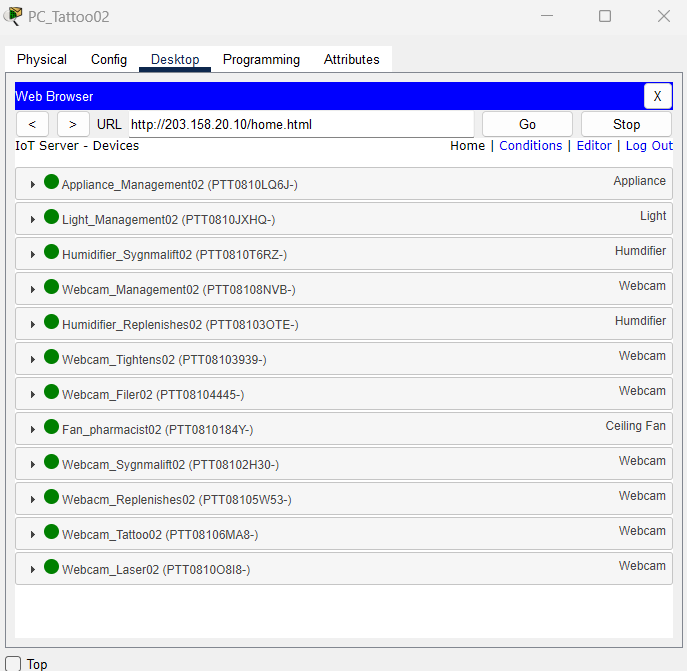 PC_Tattoo02
Physical Config Desktop Programming Attributes
Web Browser X
< > URL http://203.158.20.10/home.html Go Stop
IoT Server - Devices Home | Conditions | Editor | Log Out
Appliance_Management02 (PTT0810LQ6J-) Appliance
Light_Management02 (PTT0810JXHQ-) Light
Humidifier_Sygnmalift02 (PTT0810T6RZ-) Humdifier
Webcam_Management02 (PTT08108NVB-) Webcam
Humidifier_Replenishes02 (PTT08103OTE-) Humdifier
Webcam_Tightens02 (PTT08103939-) Webcam
Webcam_Filer02 (PTT08104445-) Webcam
Fan_pharmacist02 (PTT0810184Y-) Ceiling Fan
Webcam_Sygnmalift02 (PTT08102H30-) Webcam
Webacm_Replenishes02 (PTT08105W53-) Webcam
Webcam_Tattoo02 (PTT08106MA8-) Webcam
Webcam_Laser02 (PTT0810O8I8-) Webcam
Top